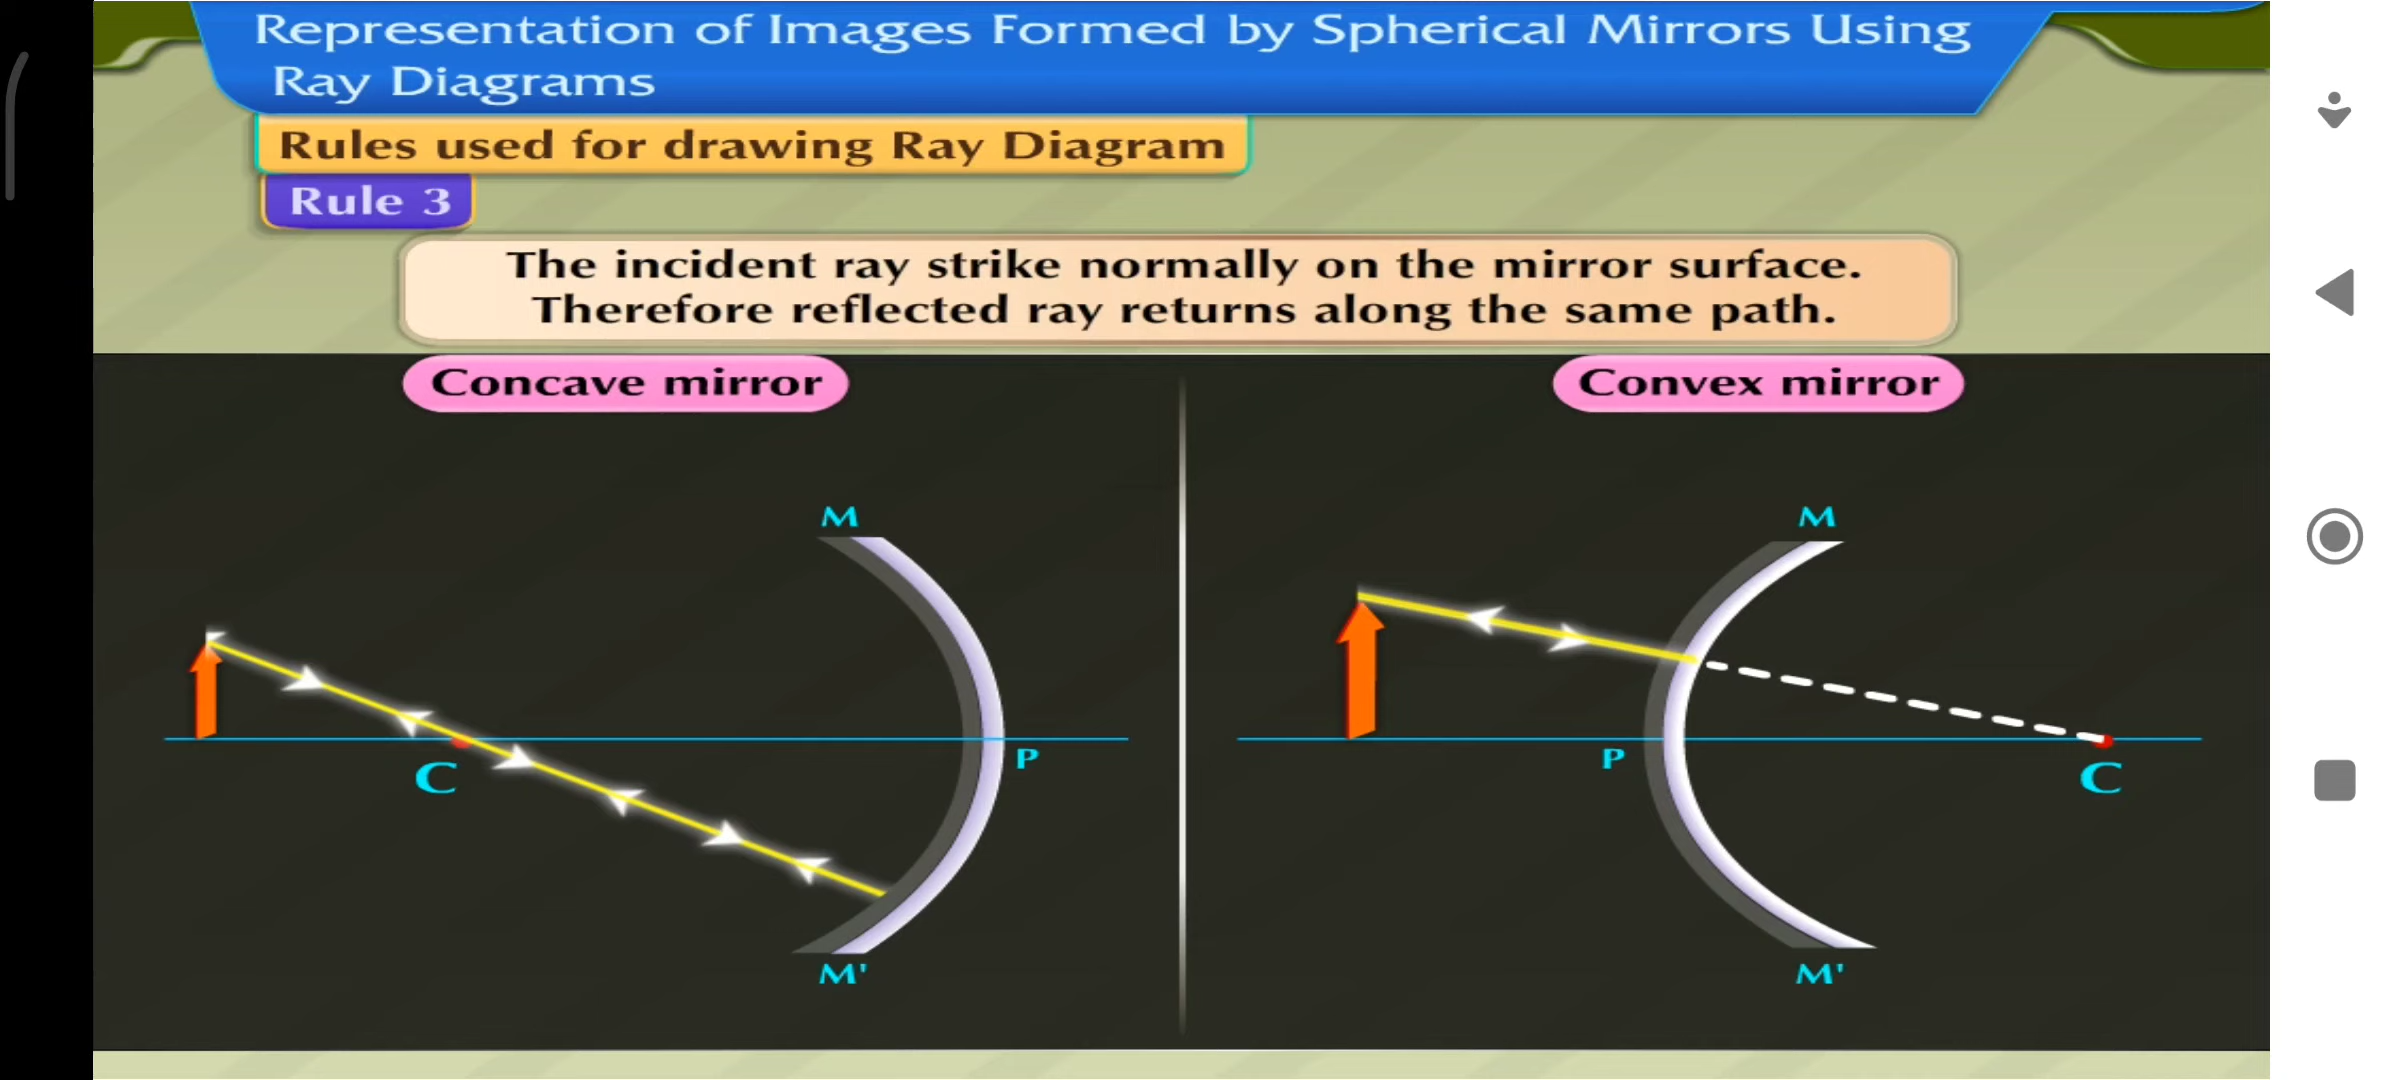 Representation of Images Formed by Spherical Mirrors Using
Ray Diagrams
Rules used for drawing Ray Diagram
Rule 3
The incident ray strike normally on the mirror surface.
Therefore reflected ray returns along the same path.
Concave mirror
Convex mirror
M
M
C
P
P
C
M'
M'